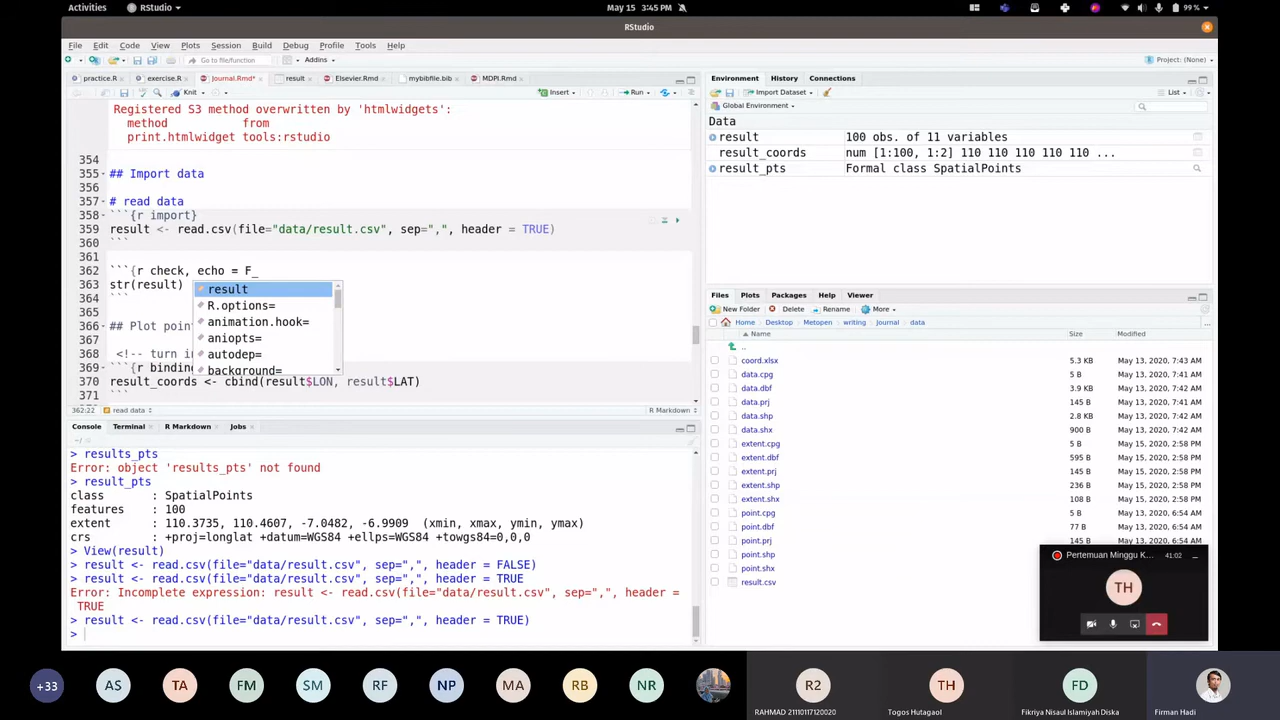 Activities RStudio May 15 3:45 PM 99 %
RStudio
File Edit Code View Plots Session Build Debug Profile Tools Help
Go to file/function Addins Project: (None)
practice.R exercise.R Journal.Rmd* result Elsevier.Rmd mybibfile.bib MDPI.Rmd
Knit Insert Run
Registered S3 method overwritten by 'htmlwidgets':
method from
print.htmlwidget tools:rstudio
354
355 ## Import data
356
357 # read data
358 ```{r import}
359 result <- read.csv(file="data/result.csv", sep=",", header = TRUE)
360 ```
361
362 ```{r check, echo = F_
363 str(result)
364 ```
365
366 ## Plot poin
367
368 <!-- turn in
369 ```{r bindin
370 result_coords <- cbind(result$LON, result$LAT)
371 ```
result
R.options=
animation.hook=
aniopts=
autodep=
background=
362:22 read data R Markdown
Console Terminal R Markdown Jobs
~/
> results_pts
Error: object 'results_pts' not found
> result_pts
class : SpatialPoints
features : 100
extent : 110.3735, 110.4607, -7.0482, -6.9909 (xmin, xmax, ymin, ymax)
crs : +proj=longlat +datum=WGS84 +ellps=WGS84 +towgs84=0,0,0
> View(result)
> result <- read.csv(file="data/result.csv", sep=",", header = FALSE)
> result <- read.csv(file="data/result.csv", sep=",", header = TRUE
Error: Incomplete expression: result <- read.csv(file="data/result.csv", sep=",", header =
TRUE
> result <- read.csv(file="data/result.csv", sep=",", header = TRUE)
>
Environment History Connections
Import Dataset List
Global Environment
Data
result 100 obs. of 11 variables
result_coords num [1:100, 1:2] 110 110 110 110 110 ...
result_pts Formal class SpatialPoints
Files Plots Packages Help Viewer
New Folder Delete Rename More
Home Desktop Metopen writing journal data ...
Name Size Modified
..
coord.xlsx 5.3 KB May 13, 2020, 7:43 AM
data.cpg 5 B May 13, 2020, 7:41 AM
data.dbf 3.9 KB May 13, 2020, 7:42 AM
data.prj 145 B May 13, 2020, 7:41 AM
data.shp 2.8 KB May 13, 2020, 7:42 AM
data.shx 900 B May 13, 2020, 7:42 AM
extent.cpg 5 B May 15, 2020, 2:58 PM
extent.dbf 595 B May 15, 2020, 2:58 PM
extent.prj 145 B May 15, 2020, 2:58 PM
extent.shp 236 B May 15, 2020, 2:58 PM
extent.shx 108 B May 15, 2020, 2:58 PM
point.cpg 5 B May 13, 2020, 6:54 AM
point.dbf 77 B May 13, 2020, 6:54 AM
point.prj 145 B May 13, 2020, 6:54 AM
point.shp
point.shx
result.csv
Pertemuan Minggu K... 41:02
TH
+33 AS TA FM SM RF NP MA RB NR R2 TH FD
RAHMAD 21110117120020 Togos Hutagaol Fikriya Nisaul Islamiyah Diska Firman Hadi